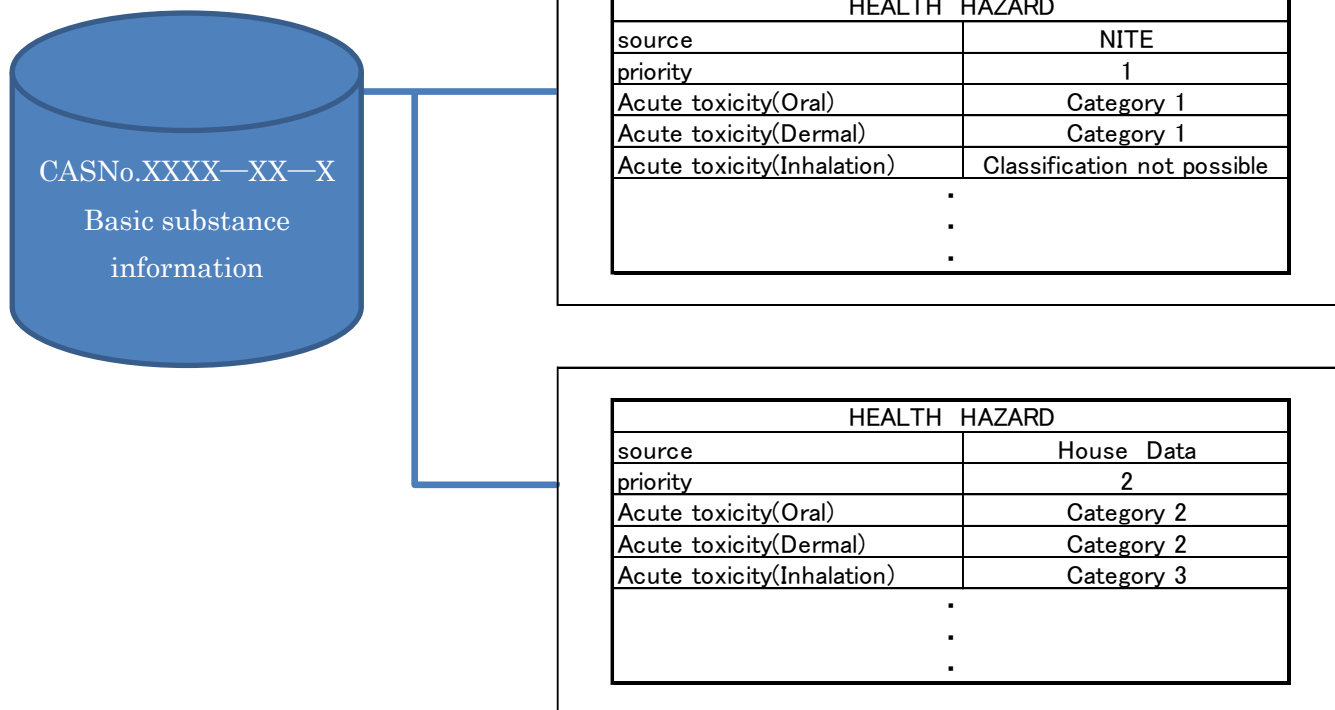 CASNo.XXXX—XX—X
Basic substance
information
HEALTH HAZARD
source NITE
priority 1
Acute toxicity(Oral) Category 1
Acute toxicity(Dermal) Category 1
Acute toxicity(Inhalation) Classification not possible
・
・
・
HEALTH HAZARD
source House Data
priority 2
Acute toxicity(Oral) Category 2
Acute toxicity(Dermal) Category 2
Acute toxicity(Inhalation) Category 3
・
・
・